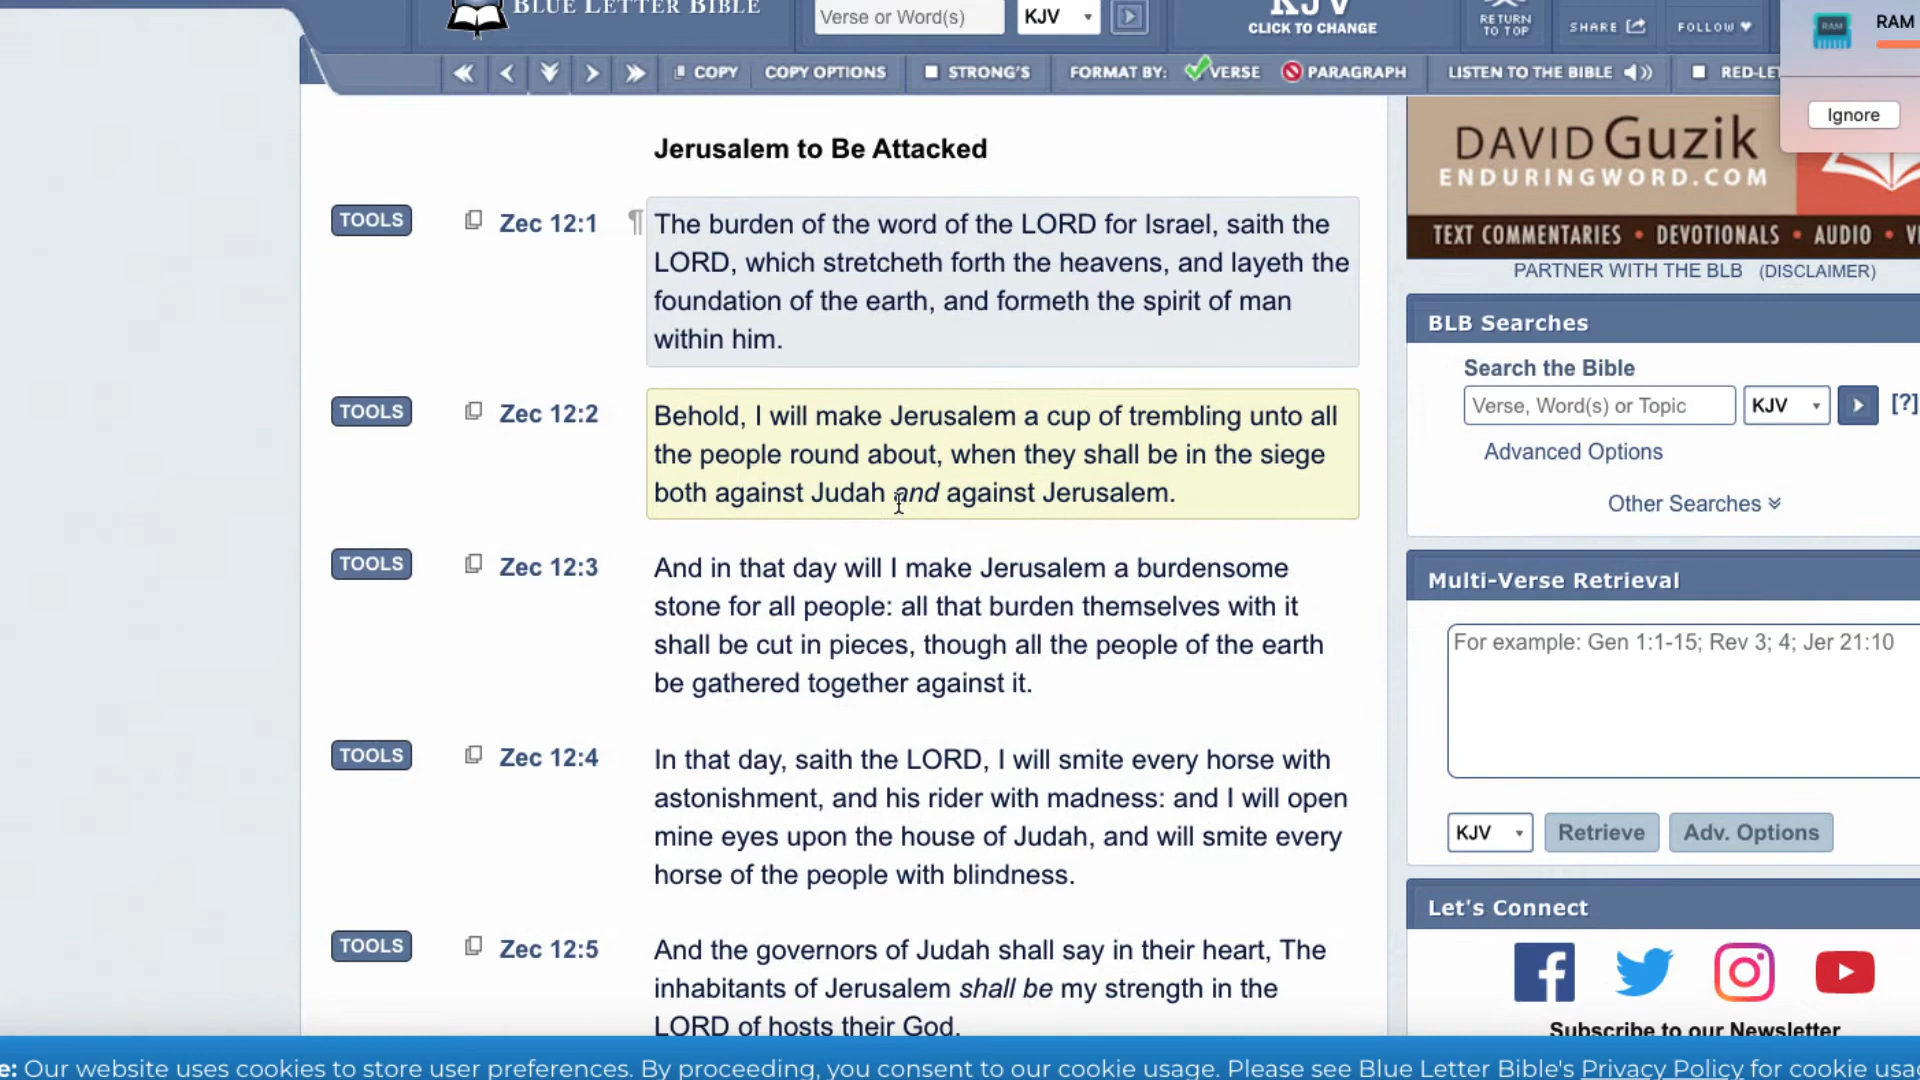 BLUE LETTER BIBLE
Verse or Word(s)
KJV
KJV
CLICK TO CHANGE
RETURN
TO TOP
SHARE
FOLLOW
RAM
RAM
Ignore
COPY
COPY OPTIONS
STRONG'S
FORMAT BY:
VERSE
PARAGRAPH
LISTEN TO THE BIBLE
RED-LET
Jerusalem to Be Attacked
TOOLS
Zec 12:1
¶
The burden of the word of the LORD for Israel, saith the
LORD, which stretcheth forth the heavens, and layeth the
foundation of the earth, and formeth the spirit of man
within him.
TOOLS
Zec 12:2
Behold, I will make Jerusalem a cup of trembling unto all
the people round about, when they shall be in the siege
both against Judah and against Jerusalem.
TOOLS
Zec 12:3
And in that day will I make Jerusalem a burdensome
stone for all people: all that burden themselves with it
shall be cut in pieces, though all the people of the earth
be gathered together against it.
TOOLS
Zec 12:4
In that day, saith the LORD, I will smite every horse with
astonishment, and his rider with madness: and I will open
mine eyes upon the house of Judah, and will smite every
horse of the people with blindness.
TOOLS
Zec 12:5
And the governors of Judah shall say in their heart, The
inhabitants of Jerusalem shall be my strength in the
LORD of hosts their God.
DAVID Guzik
ENDURINGWORD.COM
TEXT COMMENTARIES • DEVOTIONALS • AUDIO • V
PARTNER WITH THE BLB (DISCLAIMER)
BLB Searches
Search the Bible
Verse, Word(s) or Topic
KJV
[?]
Advanced Options
Other Searches
Multi-Verse Retrieval
For example: Gen 1:1-15; Rev 3; 4; Jer 21:10
KJV
Retrieve
Adv. Options
Let's Connect
Subscribe to our Newsletter
e: Our website uses cookies to store user preferences. By proceeding, you consent to our cookie usage. Please see Blue Letter Bible's Privacy Policy for cookie usa